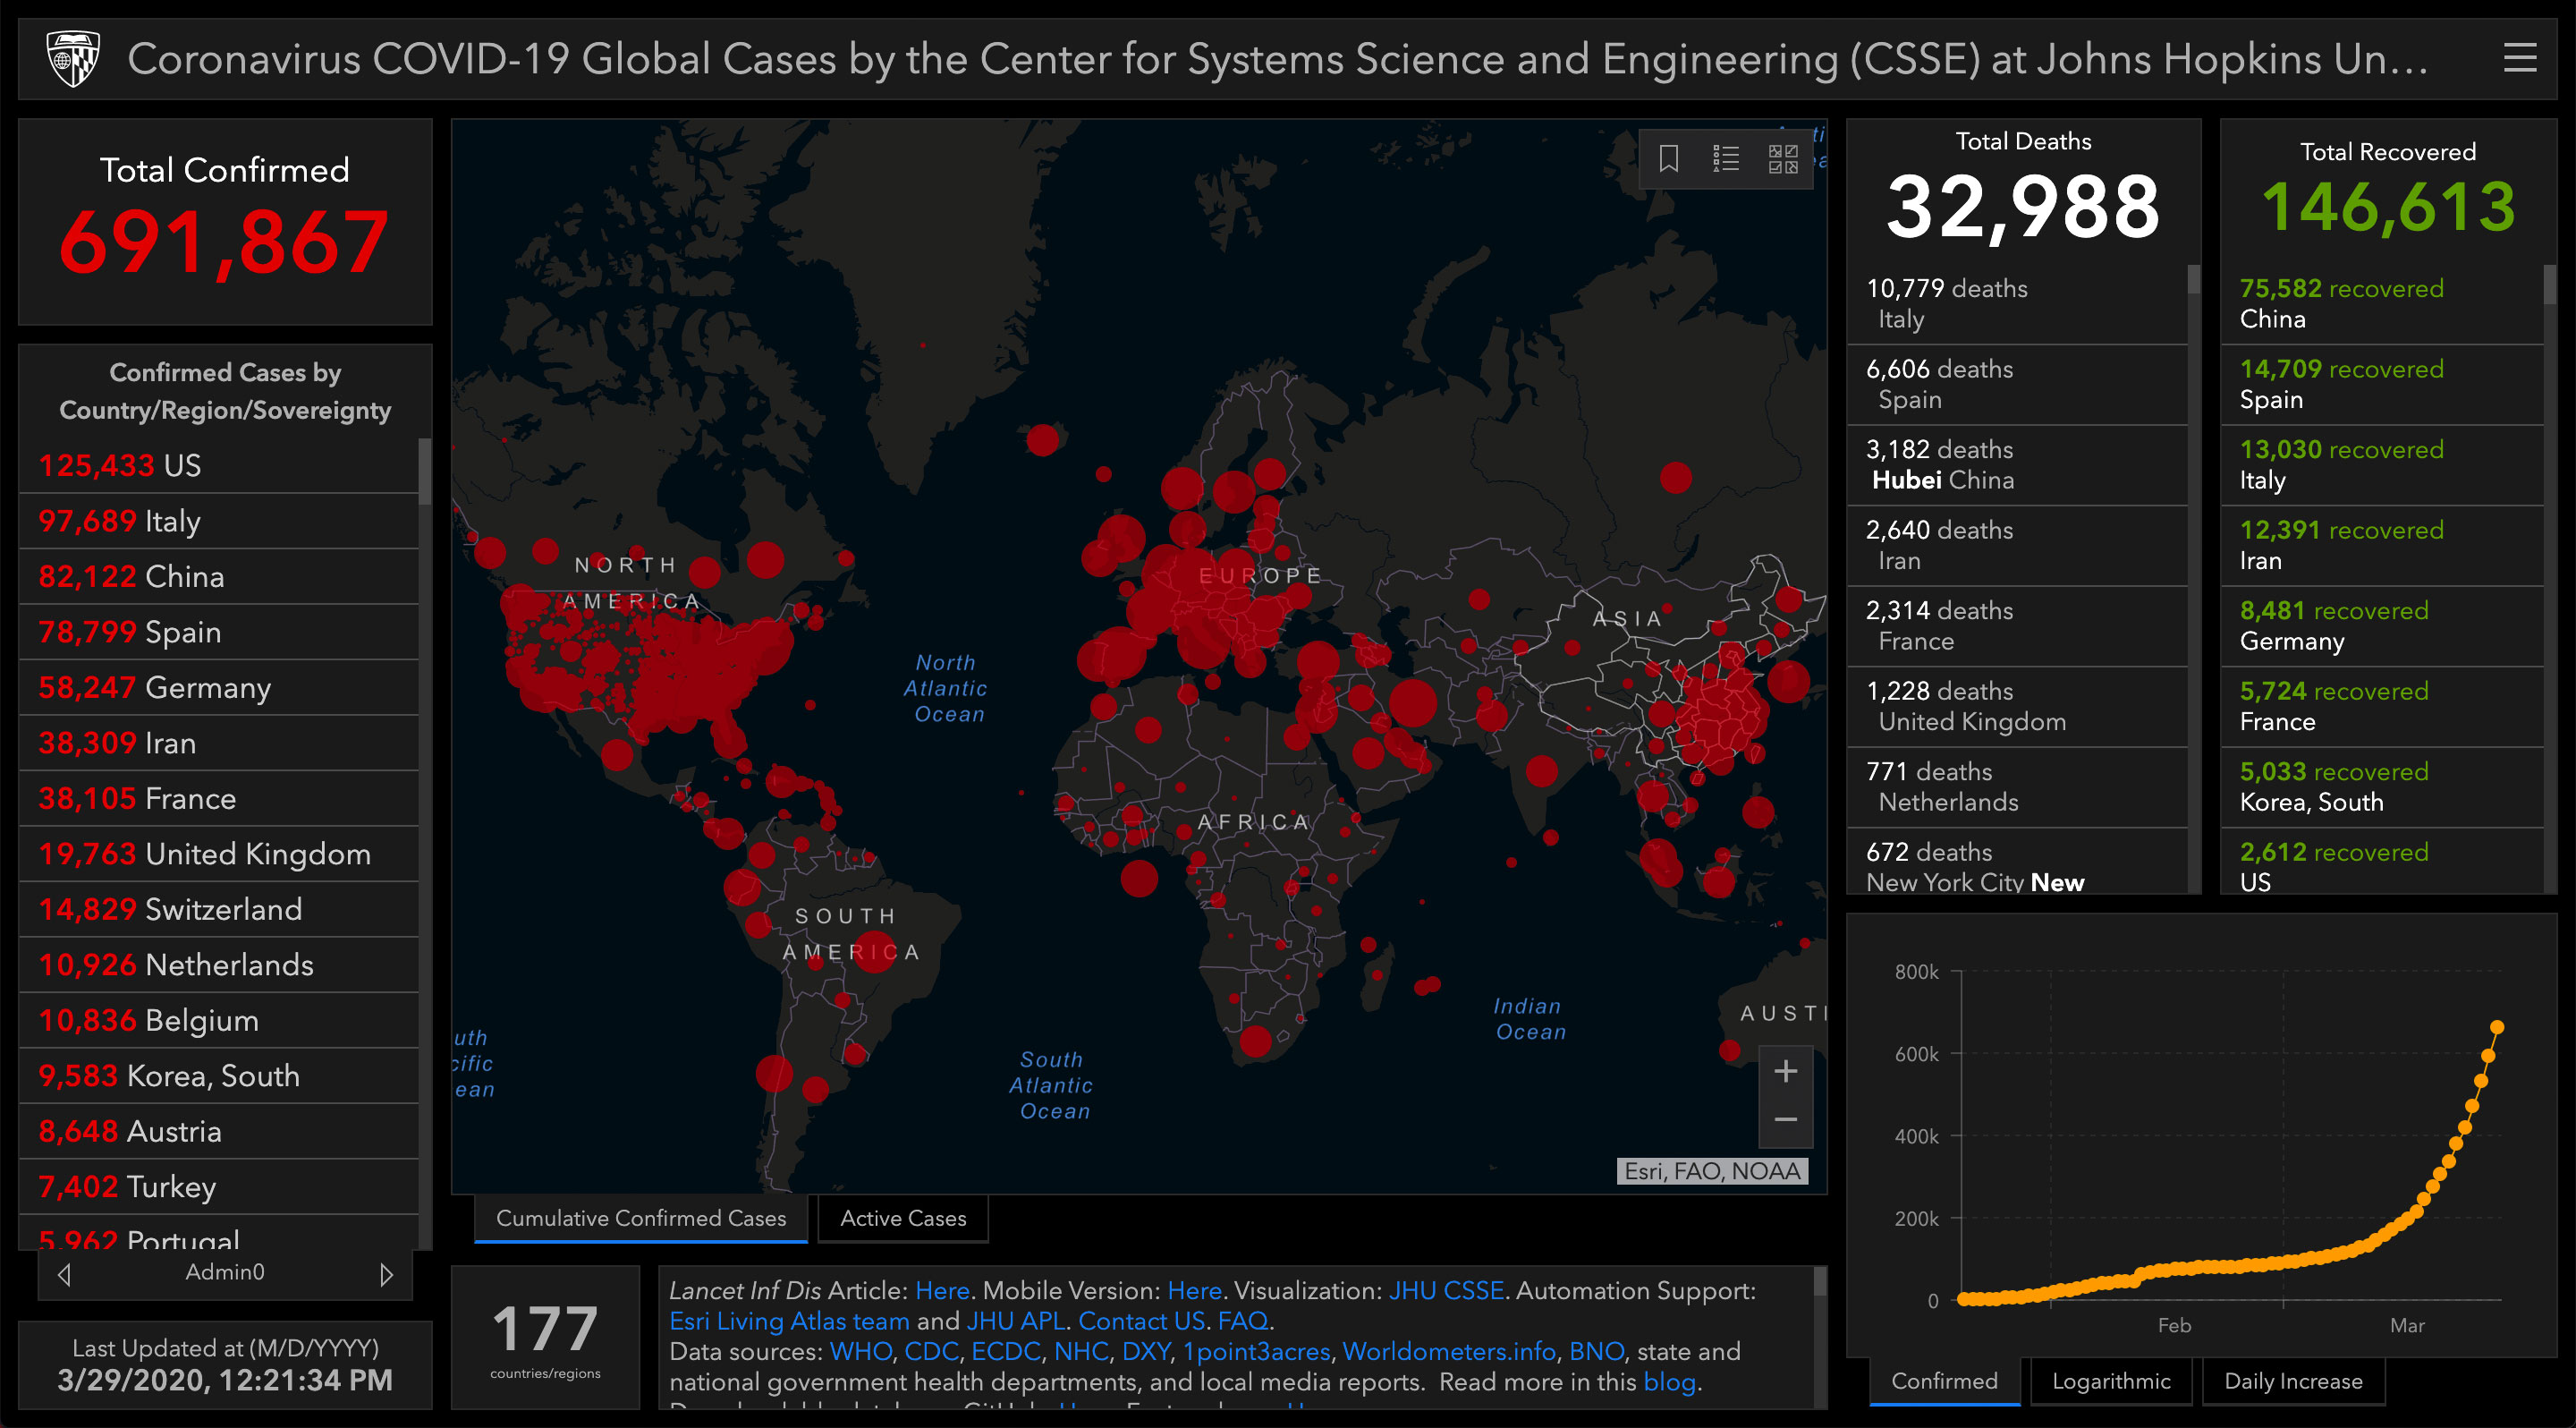 Coronavirus COVID-19 Global Cases by the Center for Systems Science and Engineering (CSSE) at Johns Hopkins Un...
Total Confirmed
691,867
Confirmed Cases by
Country/Region/Sovereignty
125,433 US
97,689 Italy
82,122 China
78,799 Spain
58,247 Germany
38,309 Iran
38,105 France
19,763 United Kingdom
14,829 Switzerland
10,926 Netherlands
10,836 Belgium
9,583 Korea, South
8,648 Austria
7,402 Turkey
5,962 Portugal
Admin0
Last Updated at (M/D/YYYY)
3/29/2020, 12:21:34 PM
NORTH
AMERICA
North
Atlantic
Ocean
EUROPE
ASIA
AFRICA
SOUTH
AMERICA
South
Atlantic
Ocean
Indian
Ocean
AUSTI
uth
cific
ean
+
−
Esri, FAO, NOAA
Cumulative Confirmed Cases
Active Cases
177
countries/regions
Lancet Inf Dis Article: Here. Mobile Version: Here. Visualization: JHU CSSE. Automation Support:
Esri Living Atlas team and JHU APL. Contact US. FAQ.
Data sources: WHO, CDC, ECDC, NHC, DXY, 1point3acres, Worldometers.info, BNO, state and
national government health departments, and local media reports. Read more in this blog.
Total Deaths
32,988
10,779 deaths
Italy
6,606 deaths
Spain
3,182 deaths
Hubei China
2,640 deaths
Iran
2,314 deaths
France
1,228 deaths
United Kingdom
771 deaths
Netherlands
672 deaths
New York City New
Total Recovered
146,613
75,582 recovered
China
14,709 recovered
Spain
13,030 recovered
Italy
12,391 recovered
Iran
8,481 recovered
Germany
5,724 recovered
France
5,033 recovered
Korea, South
2,612 recovered
US
800k
600k
400k
200k
0
Feb
Mar
Confirmed
Logarithmic
Daily Increase